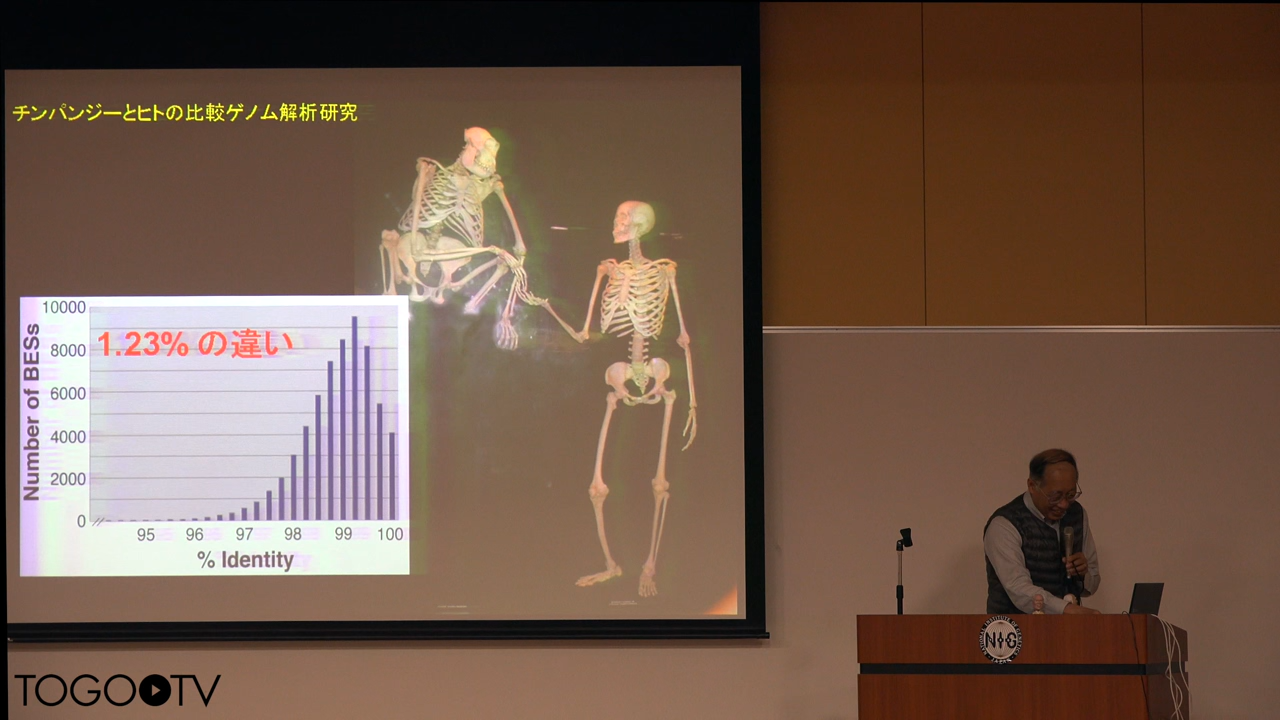 チンパンジーとヒトの比較ゲノム解析研究
1.23% の違い
Number of BESs
10000
8000
6000
4000
2000
0
95 96 97 98 99 100
% Identity
NIG
TOGO TV